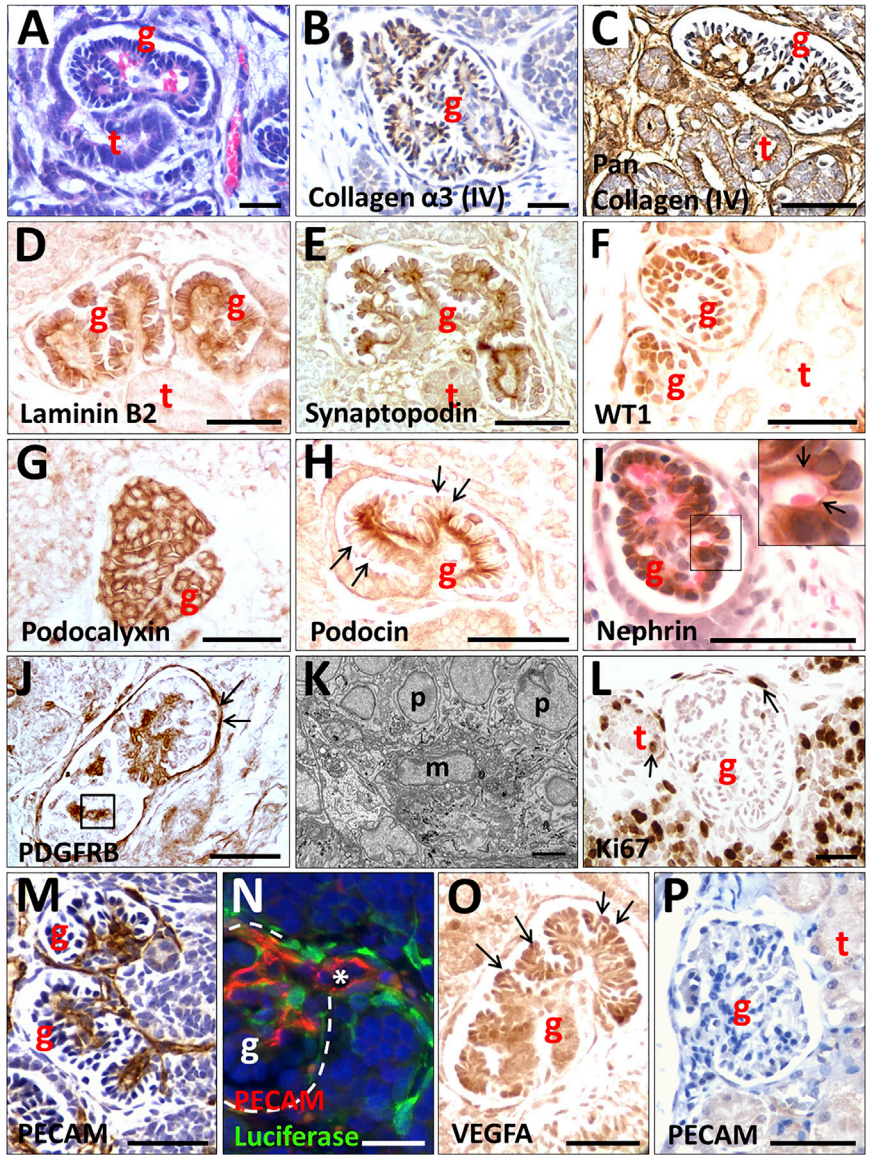 A
g
t
B
g
Collagen α3 (IV)
C
g
t
Pan
Collagen (IV)
D
g
g
t
Laminin B2
E
g
t
Synaptopodin
F
g
g
t
WT1
G
g
Podocalyxin
H
g
Podocin
I
g
Nephrin
J
PDGFRB
K
p
p
m
L
t
g
Ki67
M
g
g
PECAM
N
*
g
PECAM
Luciferase
O
g
VEGFA
P
t
g
PECAM